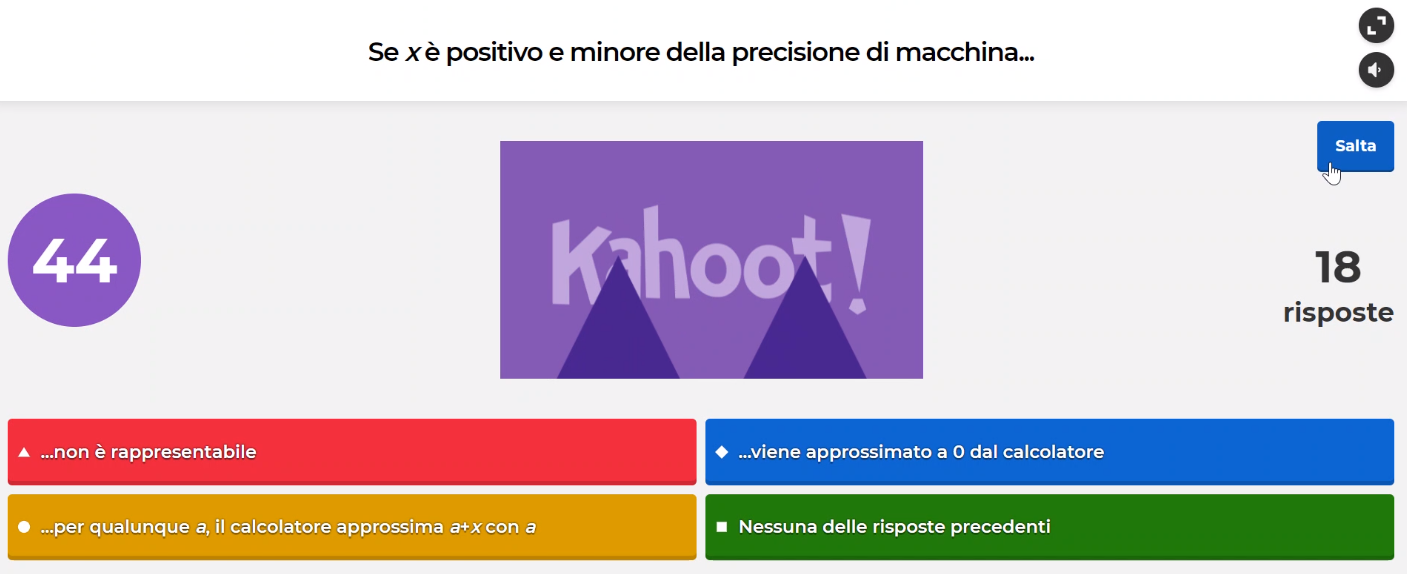 Se x è positivo e minore della precisione di macchina...
Salta
44
Kahoot!
18
risposte
...non è rappresentabile
...viene approssimato a 0 dal calcolatore
...per qualunque a, il calcolatore approssima a+x con a
Nessuna delle risposte precedenti